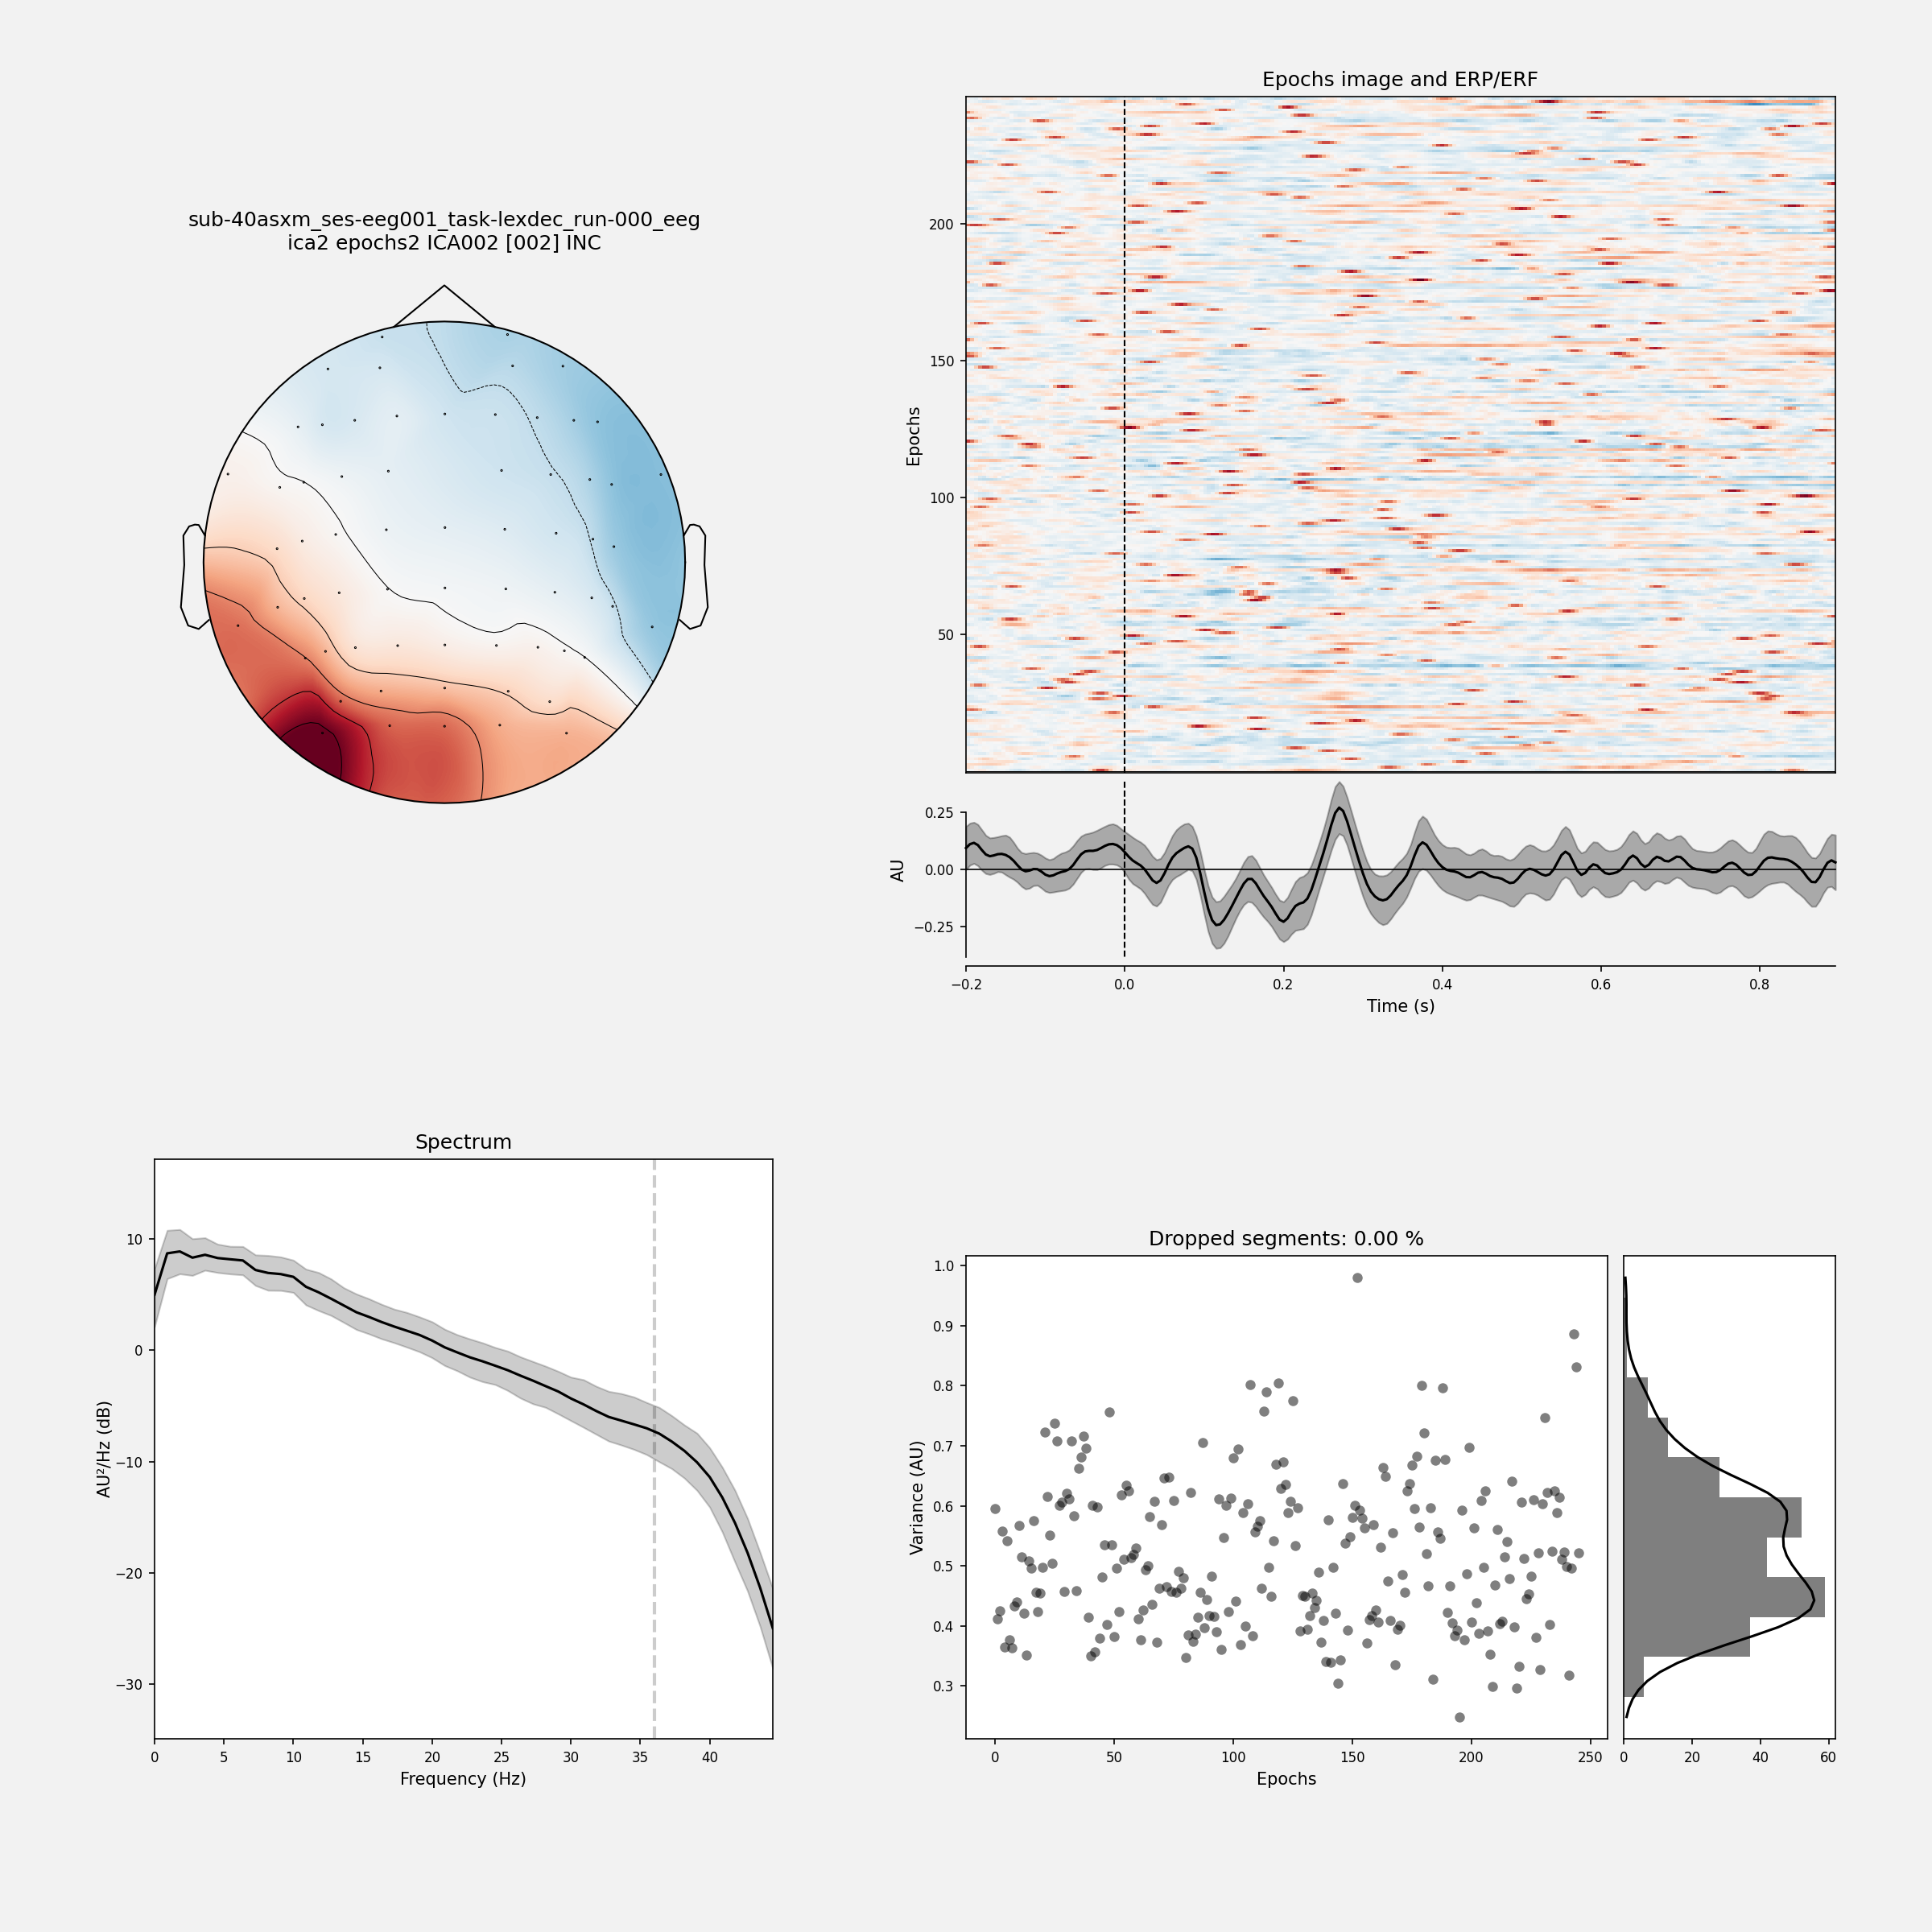 sub-40asxm_ses-eeg001_task-lexdec_run-000_eeg
ica2 epochs2 ICA002 [002] INC
Epochs image and ERP/ERF
Epochs
200
150
100
50
AU
0.25
0.00
−0.25
−0.2 0.0 0.2 0.4 0.6 0.8
Time (s)
Spectrum
AU²/Hz (dB)
10
0
−10
−20
−30
0 5 10 15 20 25 30 35 40
Frequency (Hz)
Dropped segments: 0.00 %
Variance (AU)
1.0
0.9
0.8
0.7
0.6
0.5
0.4
0.3
0 50 100 150 200 250
Epochs
0 20 40 60